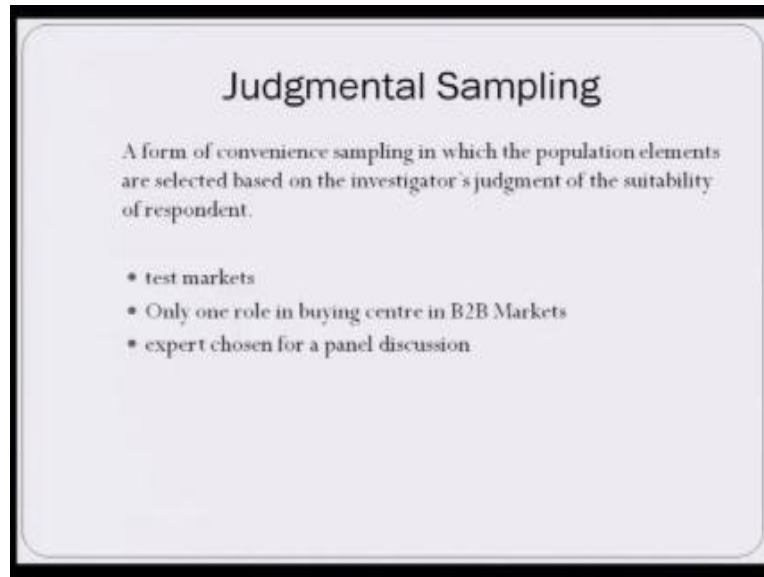 Judgmental Sampling
A form of convenience sampling in which the population elements
are selected based on the investigator`s judgment of the suitability
of respondent.
• test markets
• Only one role in buying centre in B2B Markets
• expert chosen for a panel discussion